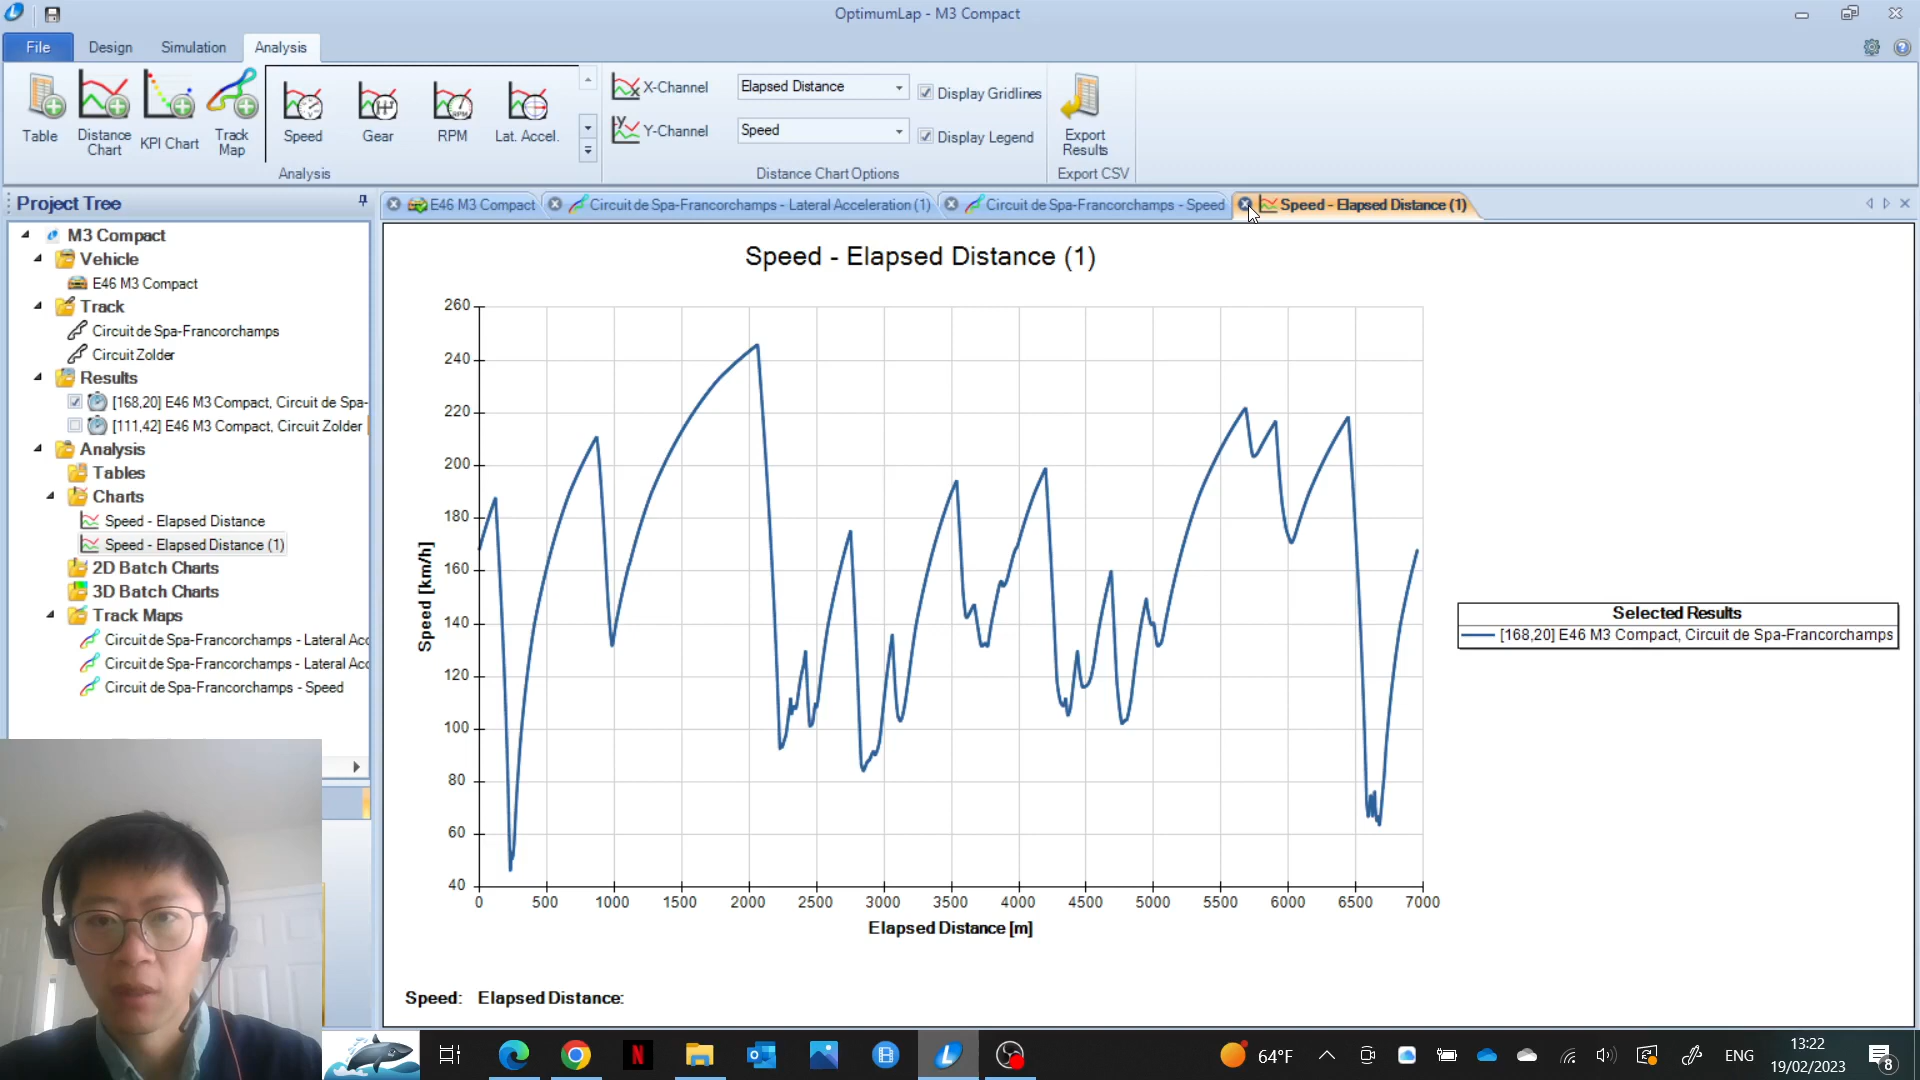 OptimumLap - M3 Compact
File
Design
Simulation
Analysis
Table
Distance
Chart
KPI Chart
Track
Map
Speed
Gear
RPM
Lat. Accel.
Analysis
X-Channel
Elapsed Distance
Y-Channel
Speed
Display Gridlines
Display Legend
Distance Chart Options
Export
Results
Export CSV
Project Tree
E46 M3 Compact
Circuit de Spa-Francorchamps - Lateral Acceleration (1)
Circuit de Spa-Francorchamps - Speed
Speed - Elapsed Distance (1)
M3 Compact
Vehicle
E46 M3 Compact
Track
Circuit de Spa-Francorchamps
Circuit Zolder
Results
[168,20] E46 M3 Compact, Circuit de Spa-
[111,42] E46 M3 Compact, Circuit Zolder
Analysis
Tables
Charts
Speed - Elapsed Distance
Speed - Elapsed Distance (1)
2D Batch Charts
3D Batch Charts
Track Maps
Circuit de Spa-Francorchamps - Lateral Acc
Circuit de Spa-Francorchamps - Lateral Acc
Circuit de Spa-Francorchamps - Speed
Speed - Elapsed Distance (1)
260
240
220
200
180
160
140
120
100
80
60
40
Speed [km/h]
0 500 1000 1500 2000 2500 3000 3500 4000 4500 5000 5500 6000 6500 7000
Elapsed Distance [m]
Selected Results
[168,20] E46 M3 Compact, Circuit de Spa-Francorchamps
Speed: Elapsed Distance:
64°F
ENG
13:22
19/02/2023
8